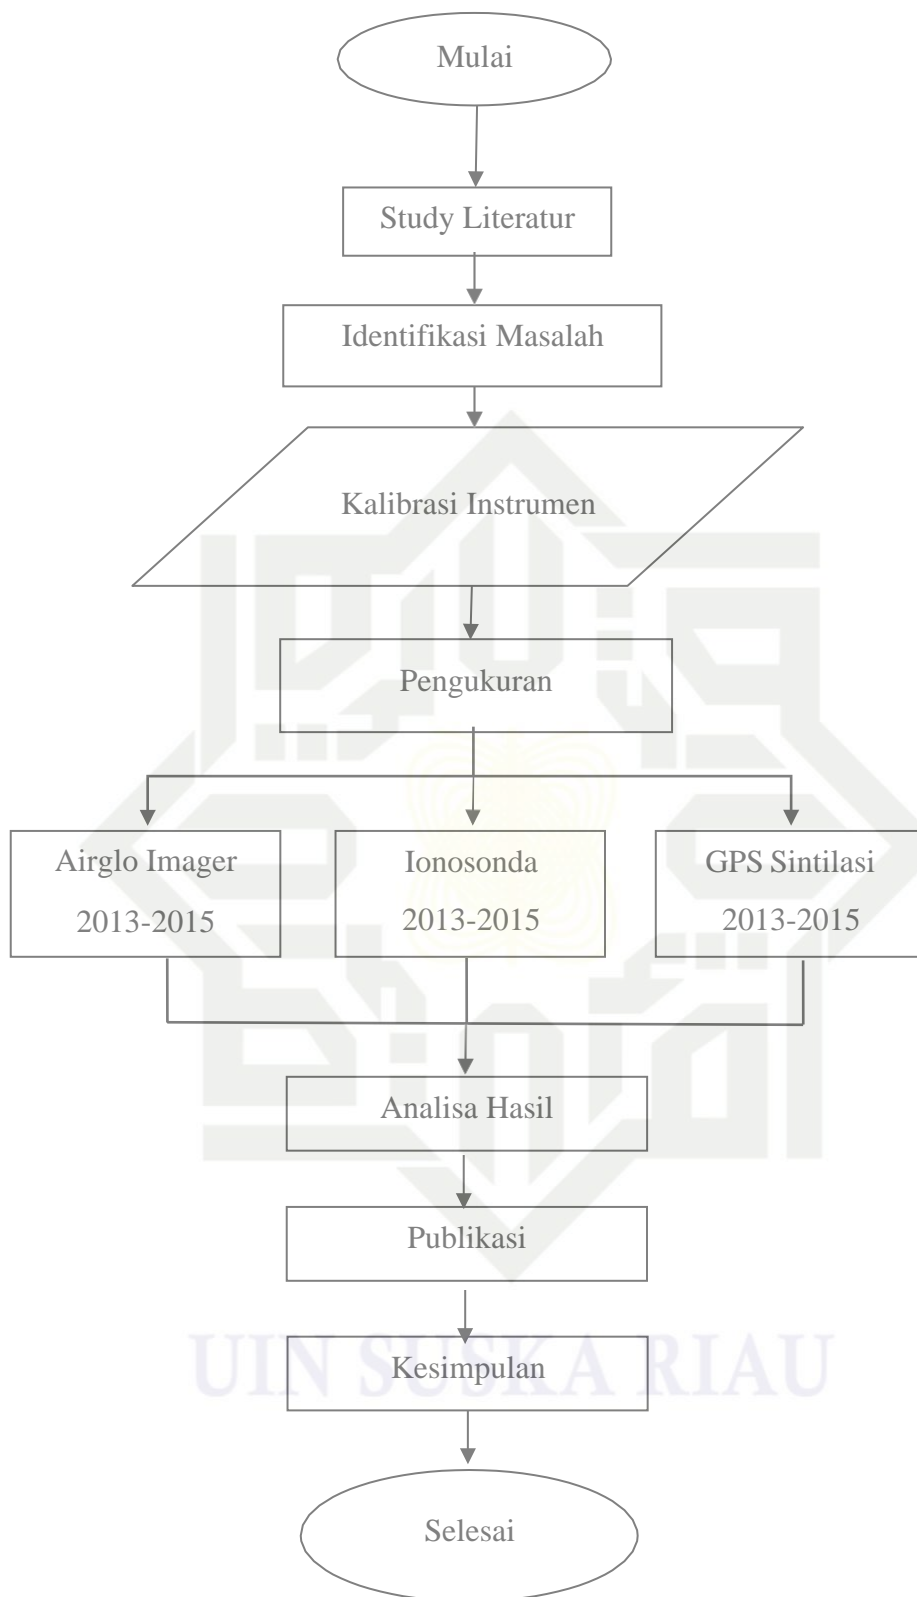 Mulai
Study Literatur
Identifikasi Masalah
Kalibrasi Instrumen
Pengukuran
Airglo Imager
2013-2015
Ionosonda
2013-2015
GPS Sintilasi
2013-2015
Analisa Hasil
Publikasi
UIN SUSKA RIAU
Kesimpulan
Selesai